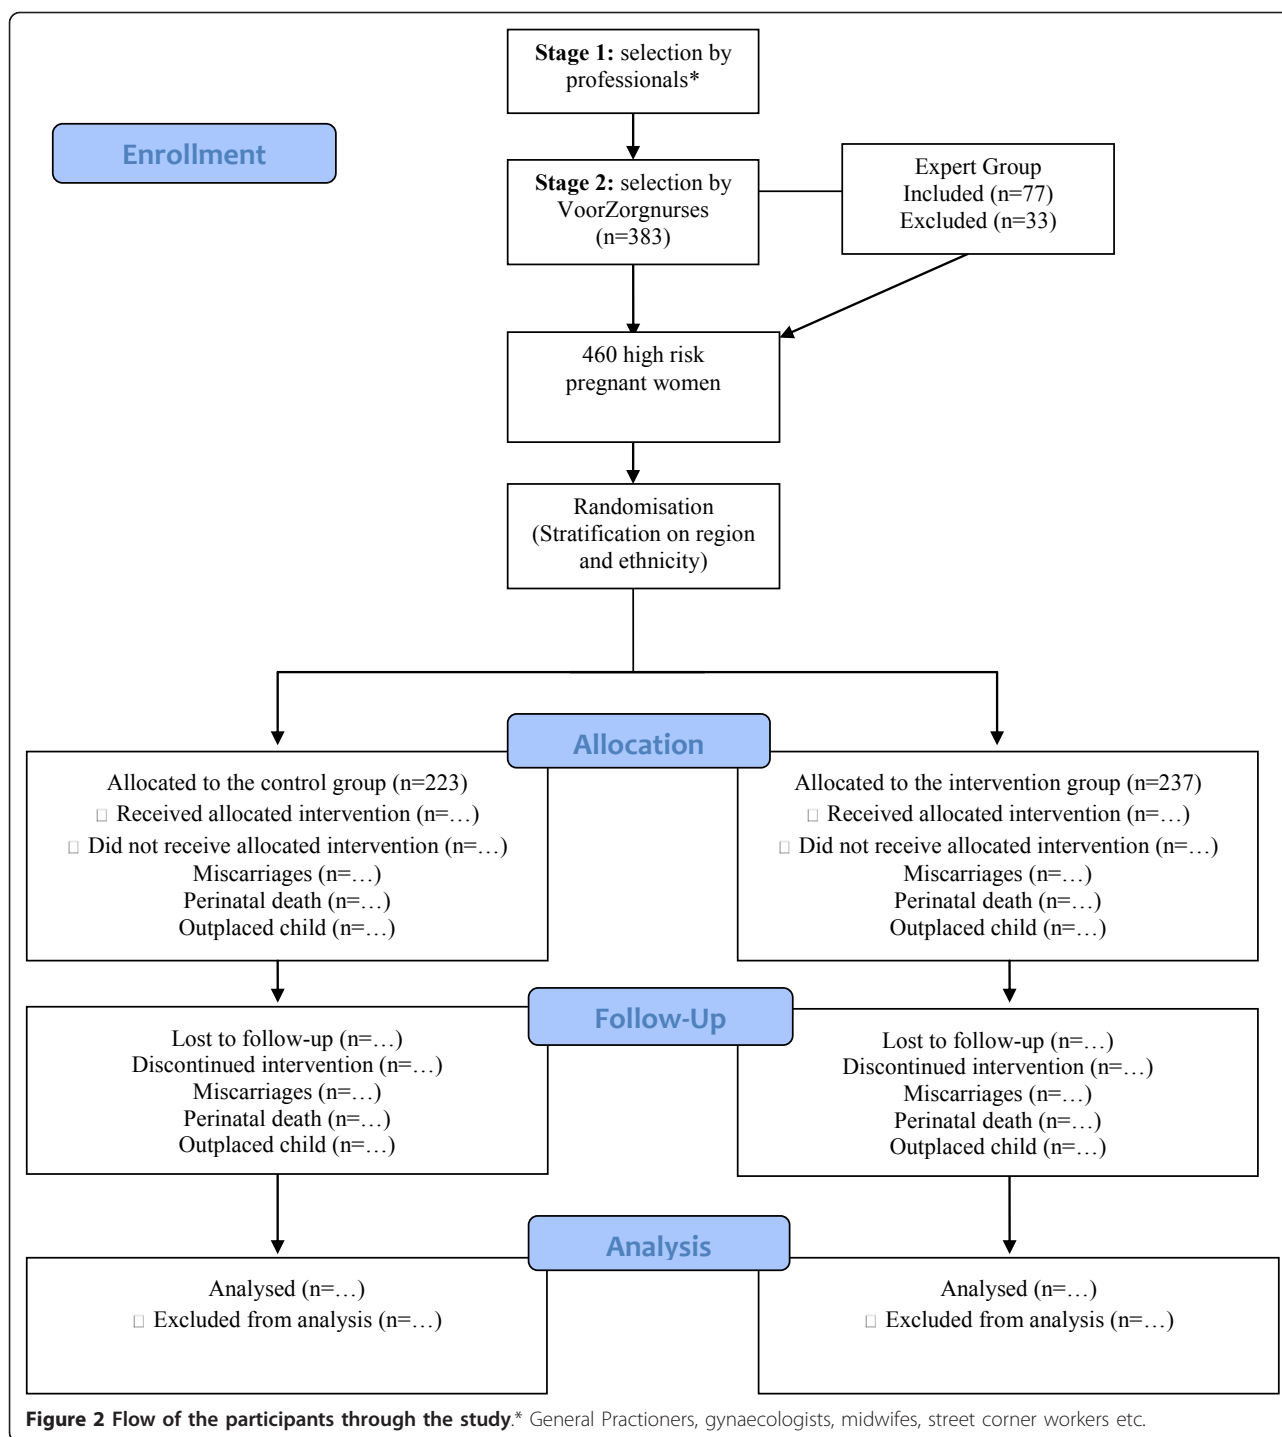 Stage 1: selection by
professionals*
Enrollment
Stage 2: selection by
VoorZorgnurses
(n=383)
Expert Group
Included (n=77)
Excluded (n=33)
460 high risk
pregnant women
Randomisation
(Stratification on region
and ethnicity)
Allocation
Allocated to the control group (n=223)
□ Received allocated intervention (n=…)
□ Did not receive allocated intervention (n=…)
Miscarriages (n=…)
Perinatal death (n=…)
Outplaced child (n=…)
Allocated to the intervention group (n=237)
□ Received allocated intervention (n=…)
□ Did not receive allocated intervention (n=…)
Miscarriages (n=…)
Perinatal death (n=…)
Outplaced child (n=…)
Follow-Up
Lost to follow-up (n=…)
Discontinued intervention (n=…)
Miscarriages (n=…)
Perinatal death (n=…)
Outplaced child (n=…)
Lost to follow-up (n=…)
Discontinued intervention (n=…)
Miscarriages (n=…)
Perinatal death (n=…)
Outplaced child (n=…)
Analysis
Analysed (n=…)
□ Excluded from analysis (n=…)
Analysed (n=…)
□ Excluded from analysis (n=…)
Figure 2 Flow of the participants through the study.* General Practioners, gynaecologists, midwifes, street corner workers etc.